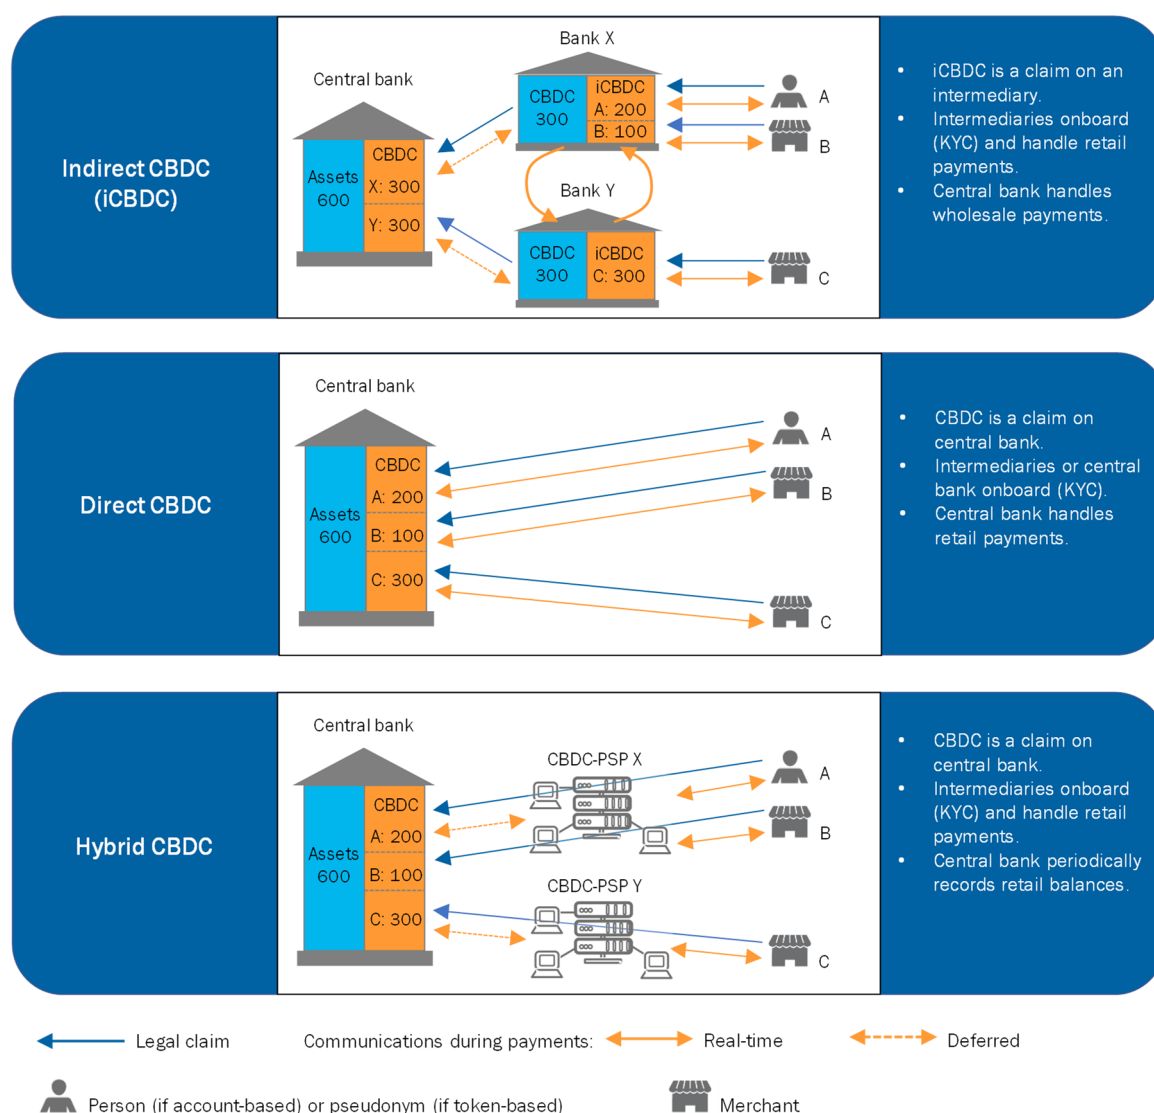 Indirect CBDC
(iCBDC)
Central bank
Assets
600
CBDC
X: 300
Y: 300
Bank X
CBDC
300
iCBDC
A: 200
B: 100
Bank Y
CBDC
300
iCBDC
C: 300
A
B
C
• iCBDC is a claim on an
intermediary.
• Intermediaries onboard
(KYC) and handle retail
payments.
• Central bank handles
wholesale payments.
Direct CBDC
Central bank
Assets
600
CBDC
A: 200
B: 100
C: 300
A
B
C
• CBDC is a claim on
central bank.
• Intermediaries or central
bank onboard (KYC).
• Central bank handles
retail payments.
Hybrid CBDC
Central bank
Assets
600
CBDC
A: 200
B: 100
C: 300
CBDC-PSP X
CBDC-PSP Y
A
B
C
• CBDC is a claim on
central bank.
• Intermediaries onboard
(KYC) and handle retail
payments.
• Central bank periodically
records retail balances.
Legal claim
Communications during payments:
Real-time
Deferred
Person (if account-based) or pseudonym (if token-based)
Merchant